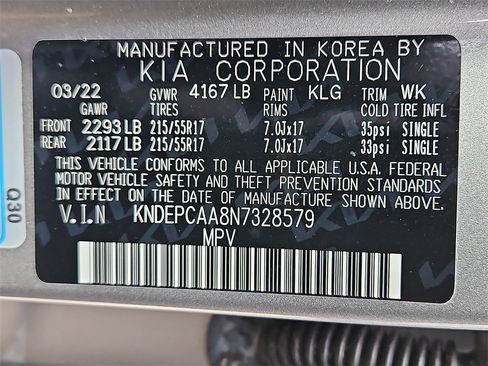 MANUFACTURED IN KOREA BY
KIA CORPORATION
03/22 GVWR 4167 LB PAINT KLG TRIM WK
GAWR TIRES RIMS COLD TIRE INFL
FRONT 2293 LB 215/55R17 7.0Jx17 35psi SINGLE
REAR 2117 LB 215/55R17 7.0Jx17 33psi SINGLE
THIS VEHICLE CONFORMS TO ALL APPLICABLE U.S.A. FEDERAL
MOTOR VEHICLE SAFETY AND THEFT PREVENTION STANDARDS
IN EFFECT ON THE DATE OF MANUFACTURE SHOWN ABOVE.
V.I.N KNDEPCAA8N7328579
MPV
Q30